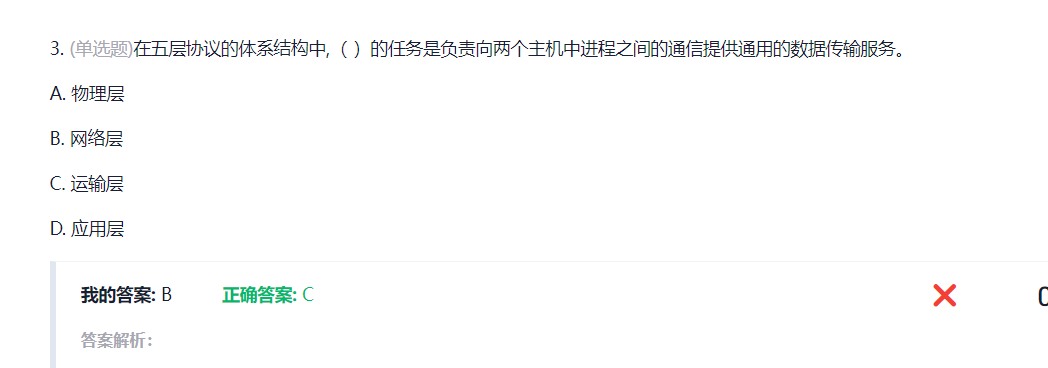 3. (单选题)在五层协议的体系结构中,（ ）的任务是负责向两个主机中进程之间的通信提供通用的数据传输服务。
A. 物理层
B. 网络层
C. 运输层
D. 应用层
我的答案: B 正确答案: C
答案解析：